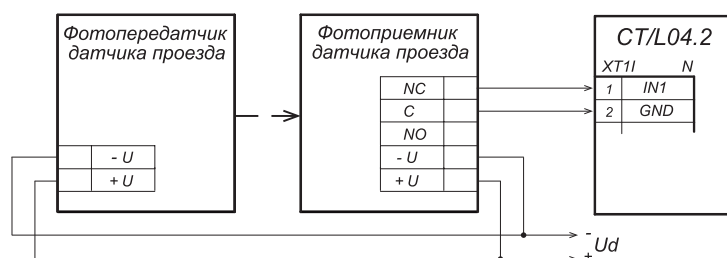 Фотопередатчик
датчика проезда
- U
+ U
Фотоприемник
датчика проезда
NC
C
NO
- U
+ U
CT/L04.2
XT1I N
1 IN1
2 GND
-
Ud
+